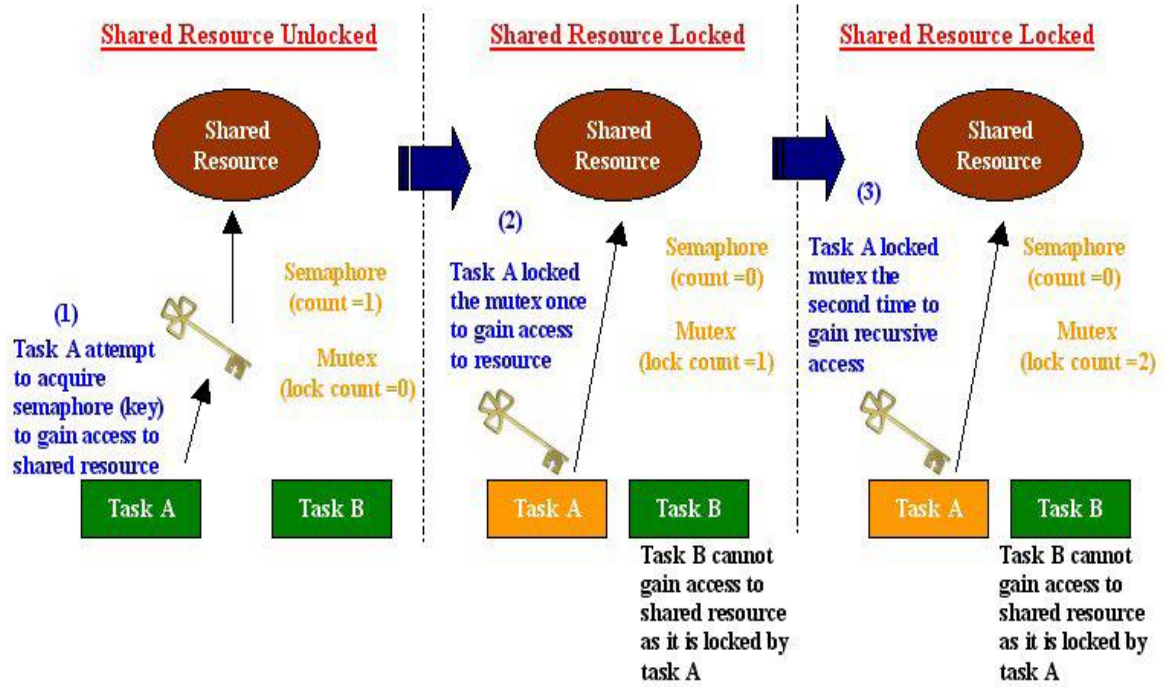 Shared Resource Unlocked
Shared
Resource
Semaphore
(count =1)
Mutex
(lock count =0)
(1)
Task A attempt
to acquire
semaphore (key)
to gain access to
shared resource
Task A
Task B
Shared Resource Locked
Shared
Resource
(2)
Task A locked
the mutex once
to gain access
to resource
Semaphore
(count =0)
Mutex
(lock count =1)
Task A
Task B
Task B cannot
gain access to
shared resource
as it is locked by
task A
Shared Resource Locked
Shared
Resource
(3)
Task A locked
mutex the
second time to
gain recursive
access
Semaphore
(count =0)
Mutex
(lock count =2)
Task A
Task B
Task B cannot
gain access to
shared resource
as it is locked by
task A